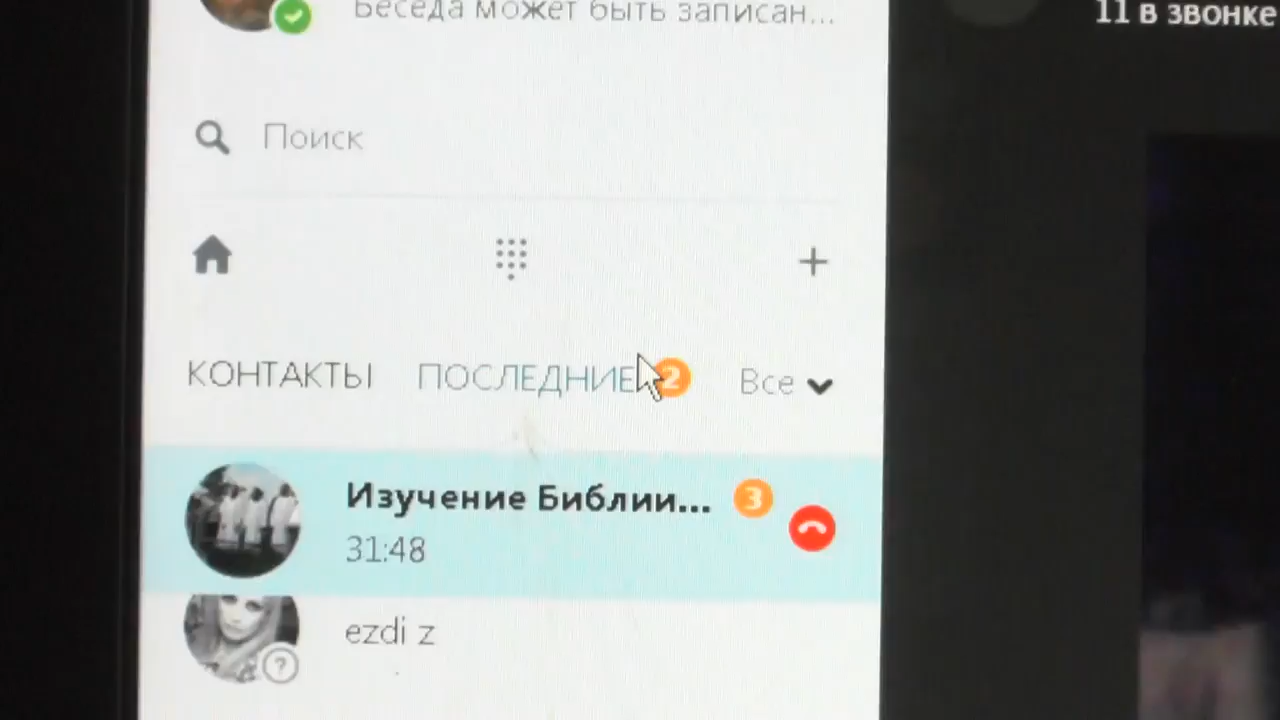 Беседа может быть записан...
11 в звонке
Поиск
КОНТАКТЫ ПОСЛЕДНИЕ 2 Все
Изучение Библии... 3
31:48
ezdi z
?